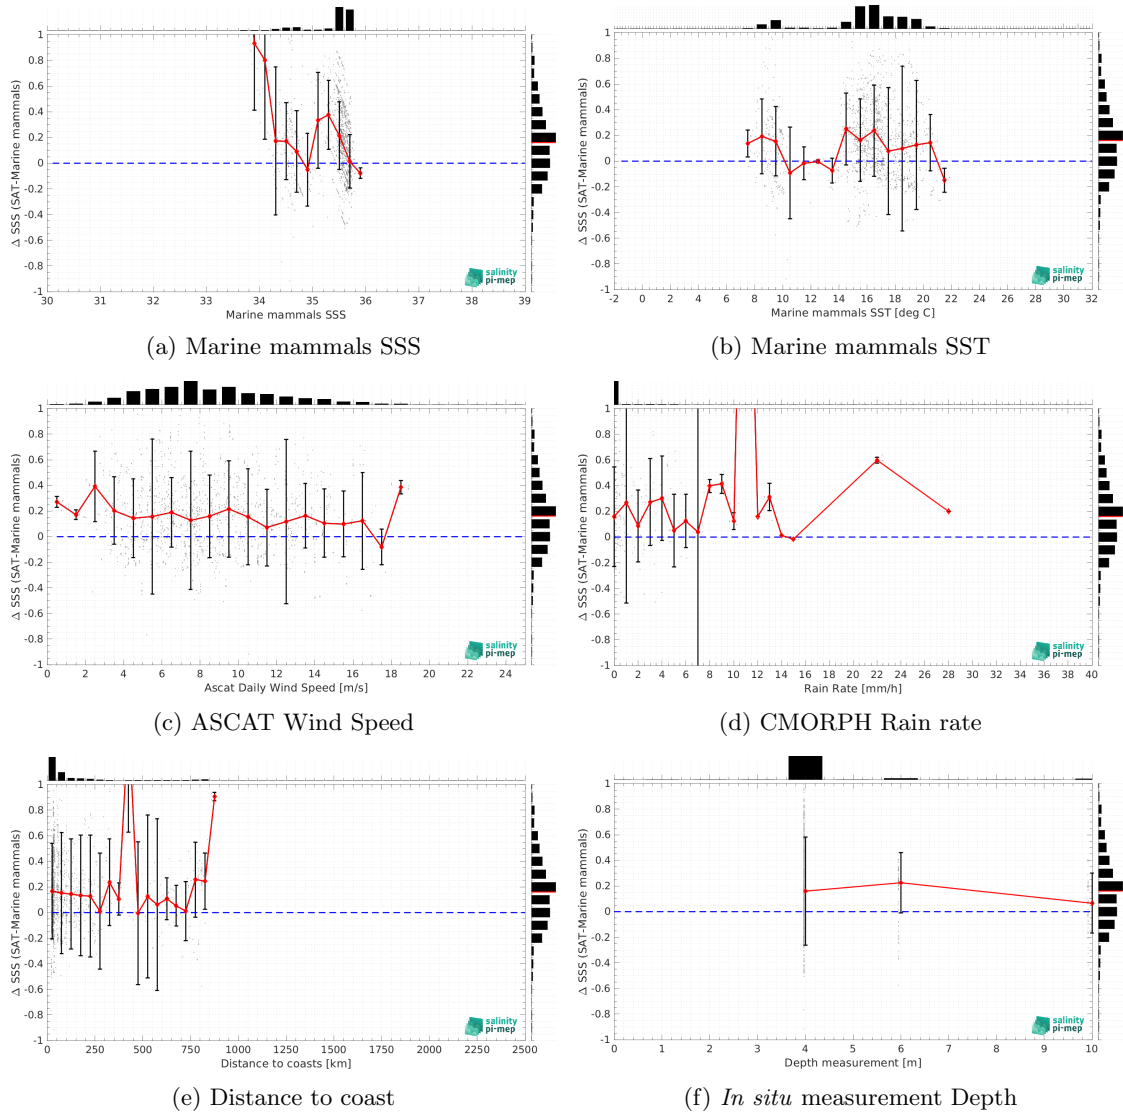 Δ SSS (SAT-Marine mammals)
1
0.8
0.6
0.4
0.2
0
-0.2
-0.4
-0.6
-0.8
-1
30 31 32 33 34 35 36 37 38 39
Marine mammals SSS
salinity
pi-mep
(a) Marine mammals SSS
Δ SSS (SAT-Marine mammals)
1
0.8
0.6
0.4
0.2
0
-0.2
-0.4
-0.6
-0.8
-1
-2 0 2 4 6 8 10 12 14 16 18 20 22 24 26 28 30 32
Marine mammals SST [deg C]
salinity
pi-mep
(b) Marine mammals SST
Δ SSS (SAT-Marine mammals)
1
0.8
0.6
0.4
0.2
0
-0.2
-0.4
-0.6
-0.8
-1
0 2 4 6 8 10 12 14 16 18 20 22 24
Ascat Daily Wind Speed [m/s]
salinity
pi-mep
(c) ASCAT Wind Speed
Δ SSS (SAT-Marine mammals)
1
0.8
0.6
0.4
0.2
0
-0.2
-0.4
-0.6
-0.8
-1
0 2 4 6 8 10 12 14 16 18 20 22 24 26 28 30 32 34 36 38 40
Rain Rate [mm/h]
salinity
pi-mep
(d) CMORPH Rain rate
Δ SSS (SAT-Marine mammals)
1
0.8
0.6
0.4
0.2
0
-0.2
-0.4
-0.6
-0.8
-1
0 250 500 750 1000 1250 1500 1750 2000 2250 2500
Distance to coasts [km]
salinity
pi-mep
(e) Distance to coast
Δ SSS (SAT-Marine mammals)
1
0.8
0.6
0.4
0.2
0
-0.2
-0.4
-0.6
-0.8
-1
0 1 2 3 4 5 6 7 8 9 10
Depth measurement [m]
salinity
pi-mep
(f) In situ measurement Depth